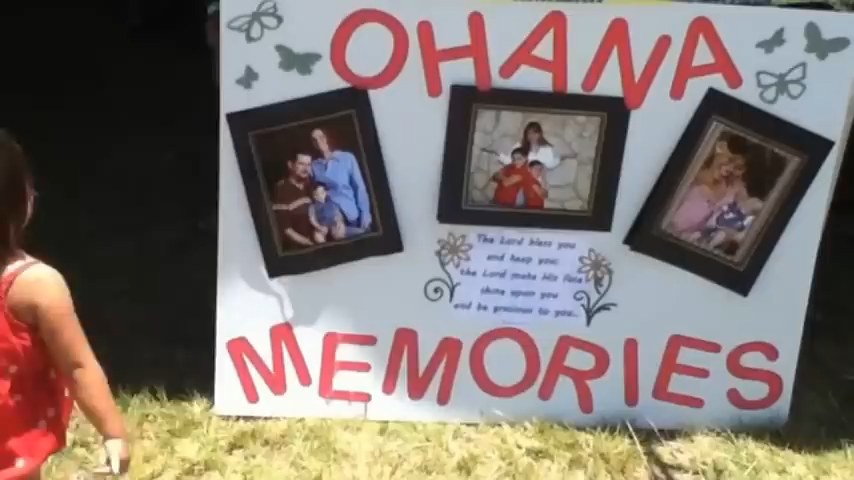 OHANA
The Lord bless you
and keep you;
the Lord make His face
shine upon you
and be gracious to you...
MEMORIES